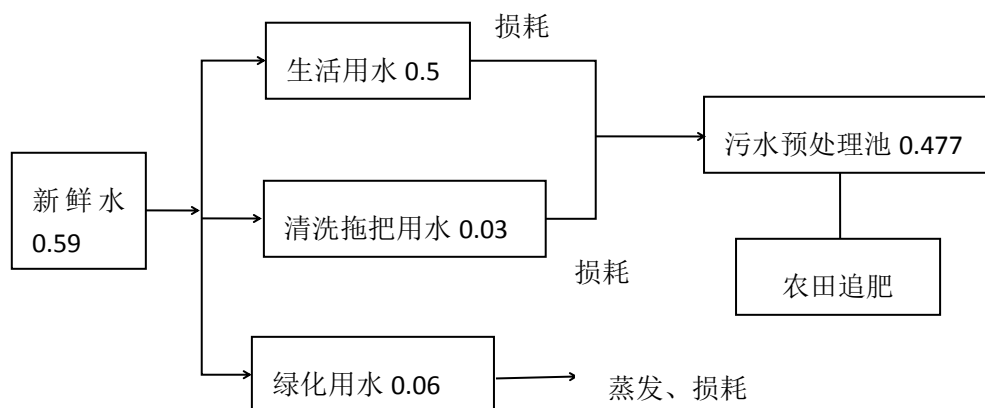 损耗
生活用水 0.5
污水预处理池 0.477
新鲜水
0.59
清洗拖把用水 0.03
损耗
农田追肥
绿化用水 0.06
蒸发、损耗